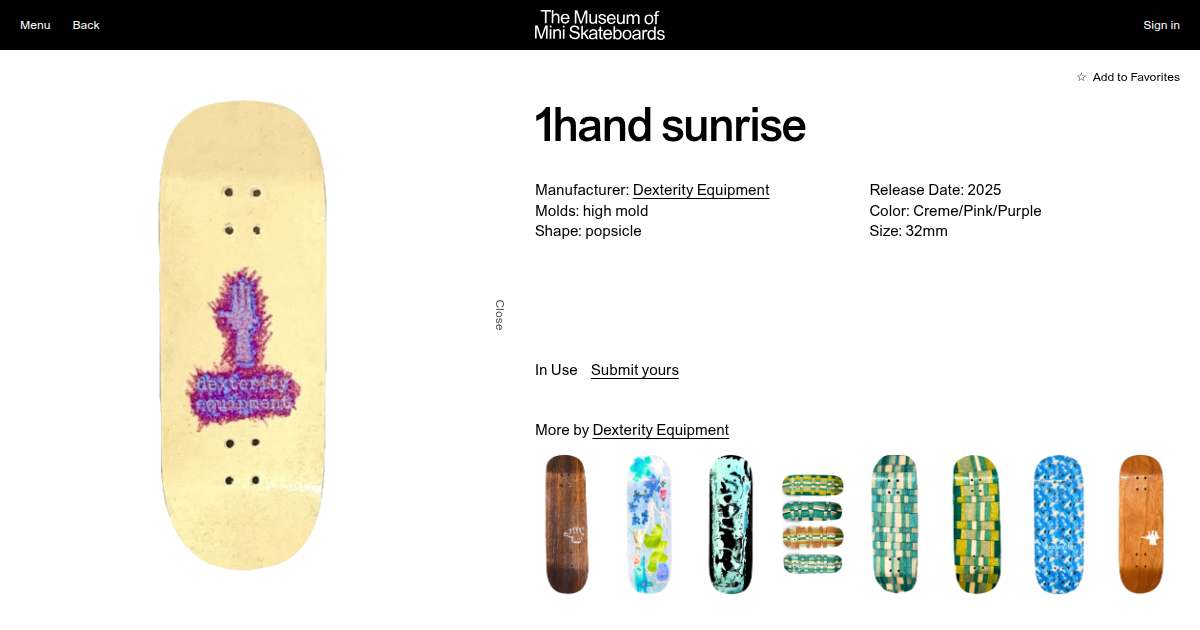 Menu
Back
The Museum of
Mini Skateboards
Sign in
☆ Add to Favorites
1hand sunrise
Manufacturer: Dexterity Equipment
Molds: high mold
Shape: popsicle
Release Date: 2025
Color: Creme/Pink/Purple
Size: 32mm
dexterity
equipment
Close
In Use Submit yours
More by Dexterity Equipment